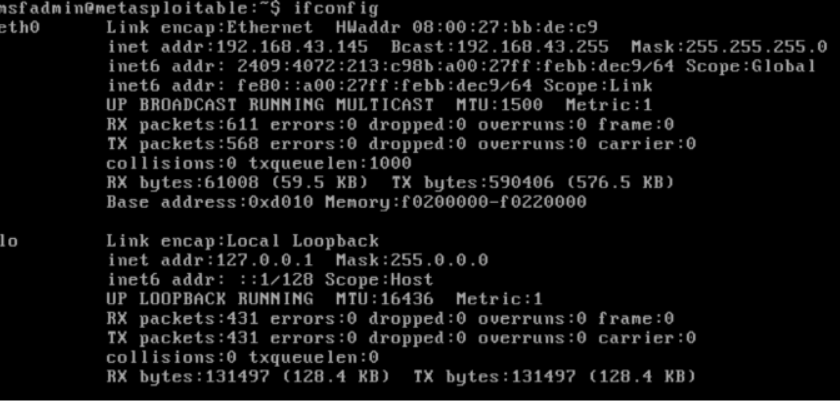 msfadmin@metasploitable:~$ ifconfig
eth0 Link encap:Ethernet HWaddr 08:00:27:bb:de:c9
inet addr:192.168.43.145 Bcast:192.168.43.255 Mask:255.255.255.0
inet6 addr: 2409:4072:213:c98b:a00:27ff:febb:dec9/64 Scope:Global
inet6 addr: fe80::a00:27ff:febb:dec9/64 Scope:Link
UP BROADCAST RUNNING MULTICAST MTU:1500 Metric:1
RX packets:611 errors:0 dropped:0 overruns:0 frame:0
TX packets:568 errors:0 dropped:0 overruns:0 carrier:0
collisions:0 txqueuelen:1000
RX bytes:61008 (59.5 KB) TX bytes:590406 (576.5 KB)
Base address:0xd010 Memory:f0200000-f0220000
lo Link encap:Local Loopback
inet addr:127.0.0.1 Mask:255.0.0.0
inet6 addr: ::1/128 Scope:Host
UP LOOPBACK RUNNING MTU:16436 Metric:1
RX packets:431 errors:0 dropped:0 overruns:0 frame:0
TX packets:431 errors:0 dropped:0 overruns:0 carrier:0
collisions:0 txqueuelen:0
RX bytes:131497 (128.4 KB) TX bytes:131497 (128.4 KB)